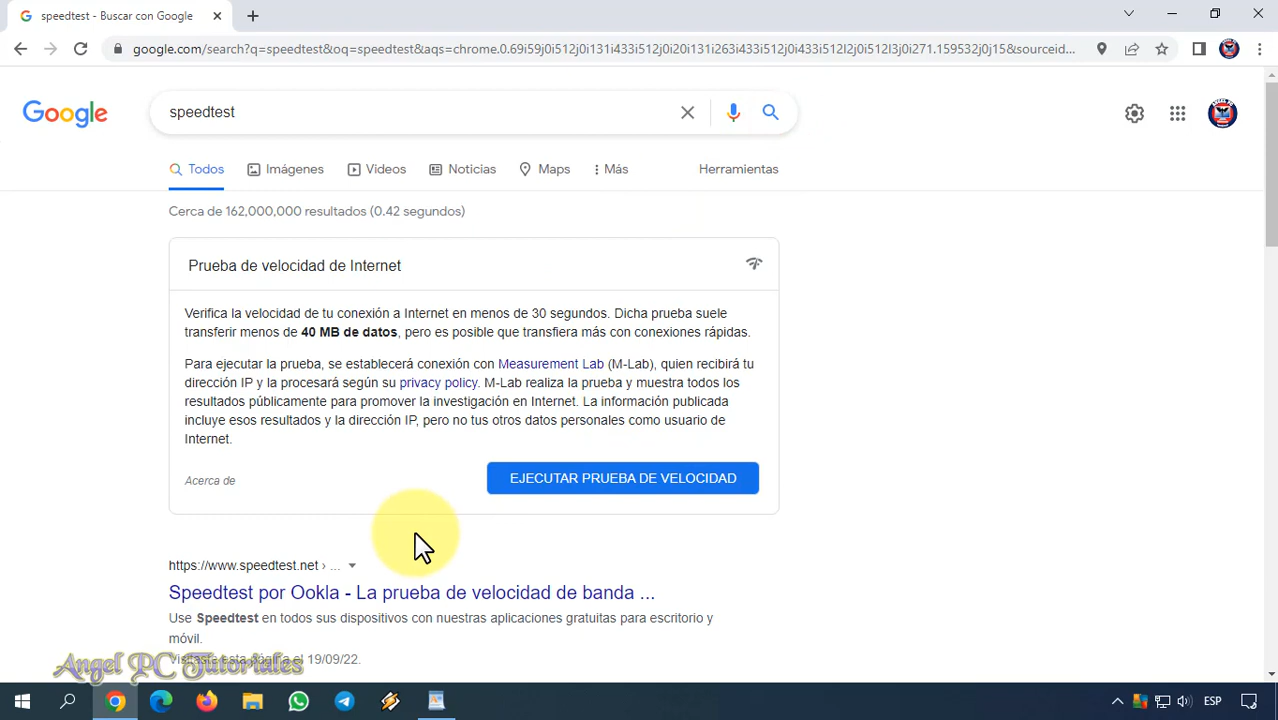 speedtest - Buscar con Google
google.com/search?q=speedtest&oq=speedtest&aqs=chrome.0.69i59j0i512j0i131i433i512j0i20i131i263i433i512j0i131i433i512l2j0i512l3j0i271.159532j0j15&sourceid...
Google
speedtest
Todos Imágenes Videos Noticias Maps Más Herramientas
Cerca de 162,000,000 resultados (0.42 segundos)
Prueba de velocidad de Internet
Verifica la velocidad de tu conexión a Internet en menos de 30 segundos. Dicha prueba suele
transferir menos de 40 MB de datos, pero es posible que transfiera más con conexiones rápidas.
Para ejecutar la prueba, se establecerá conexión con Measurement Lab (M-Lab), quien recibirá tu
dirección IP y la procesará según su privacy policy. M-Lab realiza la prueba y muestra todos los
resultados públicamente para promover la investigación en Internet. La información publicada
incluye esos resultados y la dirección IP, pero no tus otros datos personales como usuario de
Internet.
Acerca de
EJECUTAR PRUEBA DE VELOCIDAD
https://www.speedtest.net › ...
Speedtest por Ookla - La prueba de velocidad de banda ...
Use Speedtest en todos sus dispositivos con nuestras aplicaciones gratuitas para escritorio y
móvil.
Visitaste esta página el 19/09/22.
Angel PC Tutoriales
ESP